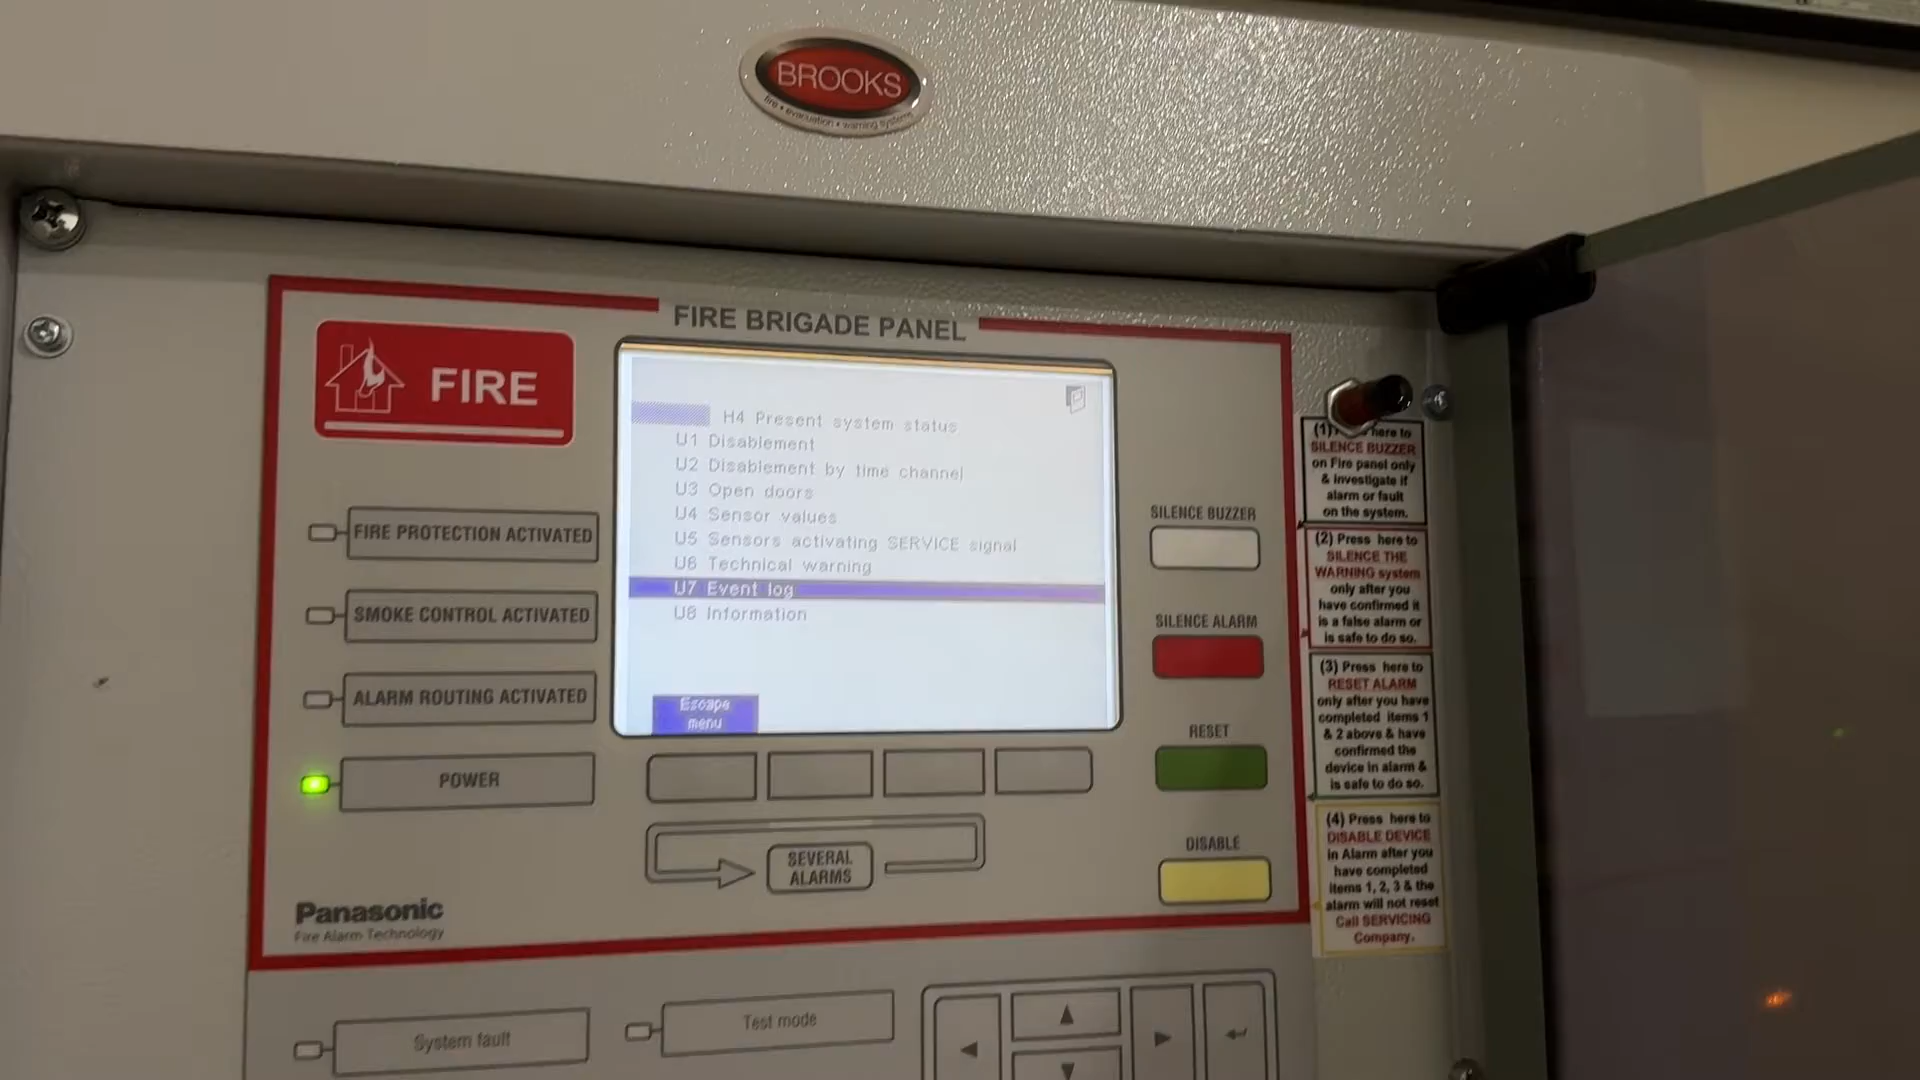 BROOKS
fire • evacuation • warning systems
FIRE BRIGADE PANEL
FIRE
H4 Present system status
U1 Disablement
U2 Disablement by time channel
U3 Open doors
U4 Sensor values
U5 Sensors activating SERVICE signal
U6 Technical warning
U7 Event log
U8 Information
Escape
menu
FIRE PROTECTION ACTIVATED
SMOKE CONTROL ACTIVATED
ALARM ROUTING ACTIVATED
POWER
SEVERAL
ALARMS
SILENCE BUZZER
SILENCE ALARM
RESET
DISABLE
(1) here to
SILENCE BUZZER
on Fire panel only
& investigate if
alarm or fault
on the system.
(2) Press here to
SILENCE THE
WARNING system
only after you
have confirmed it
is a false alarm or
is safe to do so.
(3) Press here to
RESET ALARM
only after you have
completed items 1
& 2 above & have
confirmed the
device in alarm &
is safe to do so.
(4) Press here to
DISABLE DEVICE
in Alarm after you
have completed
items 1, 2, 3 & the
alarm will not reset
Call SERVICING
Company.
Panasonic
Fire Alarm Technology
System fault
Test mode